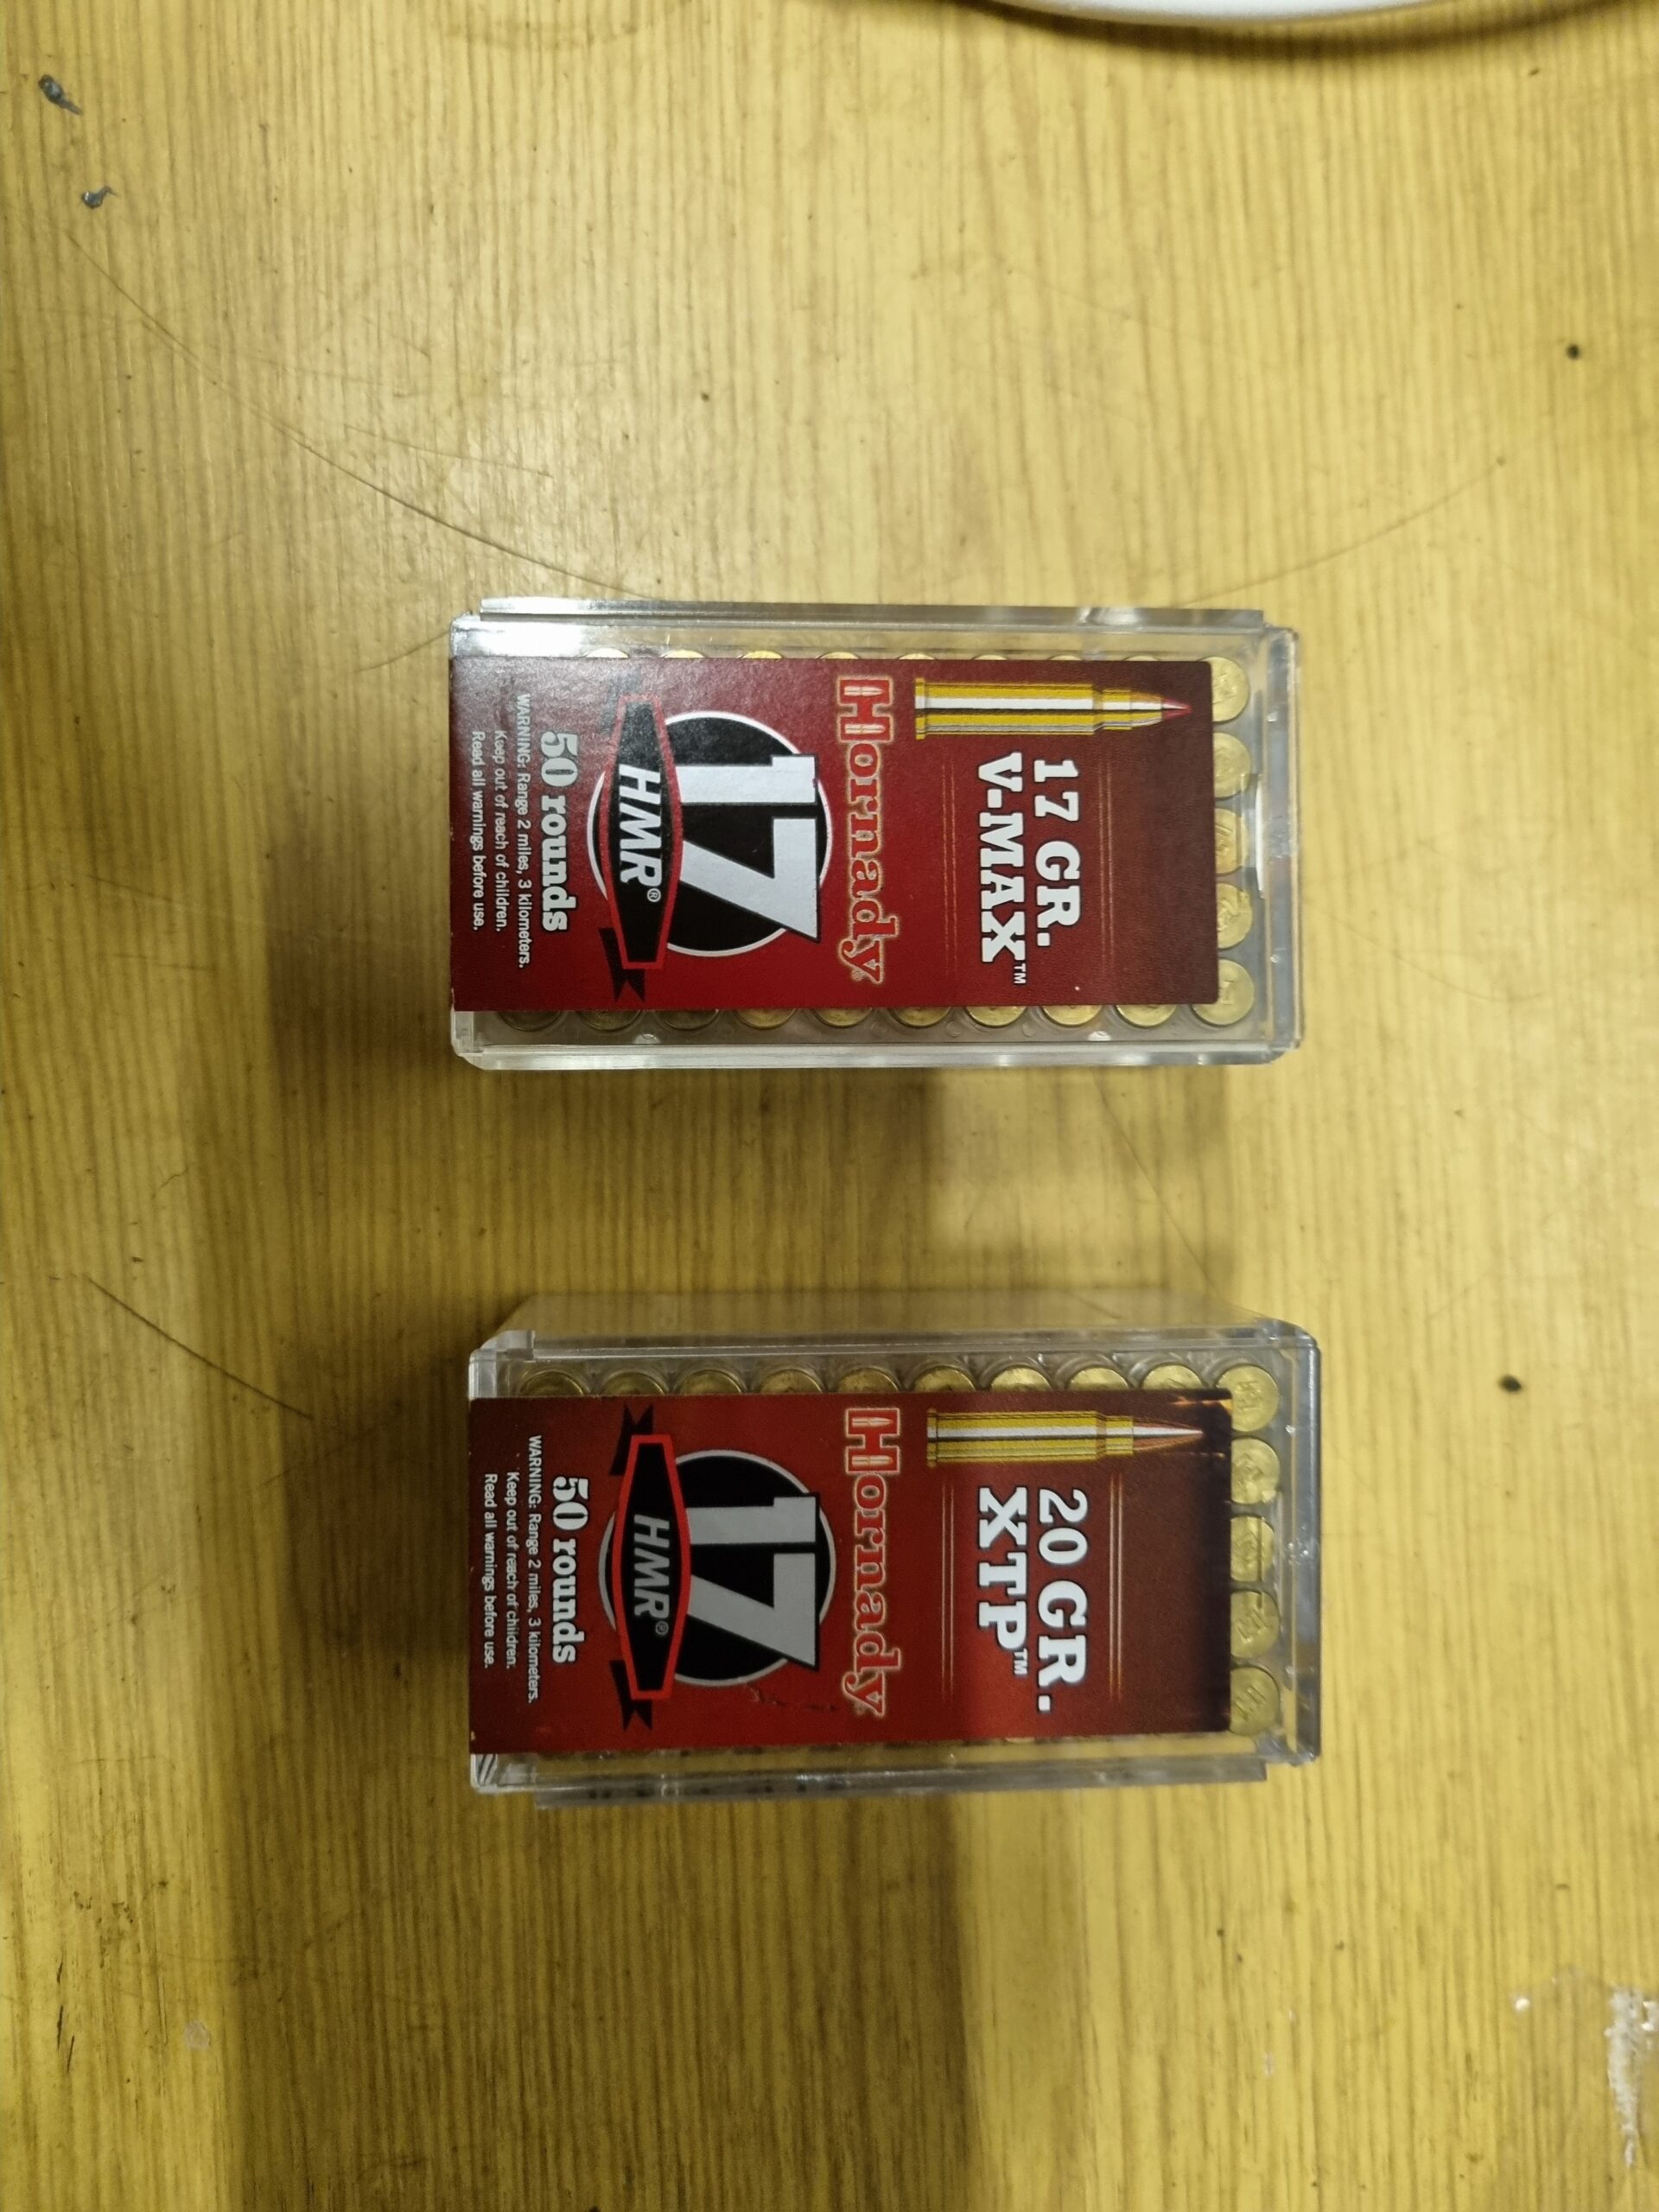 17 GR.
V-MAX™
Hornady®
17
HMR®
50 rounds
WARNING: Range 2 miles, 3 kilometers.
Keep out of reach of children.
Read all warnings before use.
20 GR.
XTP™
Hornady
17
HMR®
50 rounds
WARNING: Range 2 miles, 3 kilometers.
Keep out of reach of children.
Read all warnings before use.